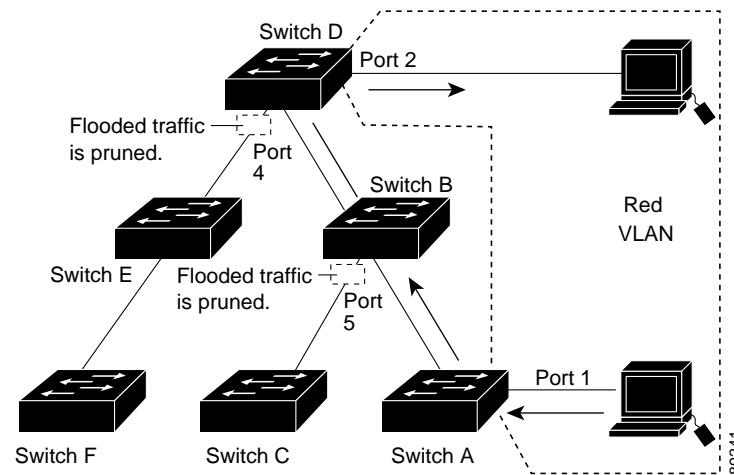 Switch D
Port 2
Flooded traffic
is pruned.
Port
4
Switch B
Red
VLAN
Switch E
Flooded traffic
is pruned.
Port
5
Port 1
Switch F
Switch C
Switch A